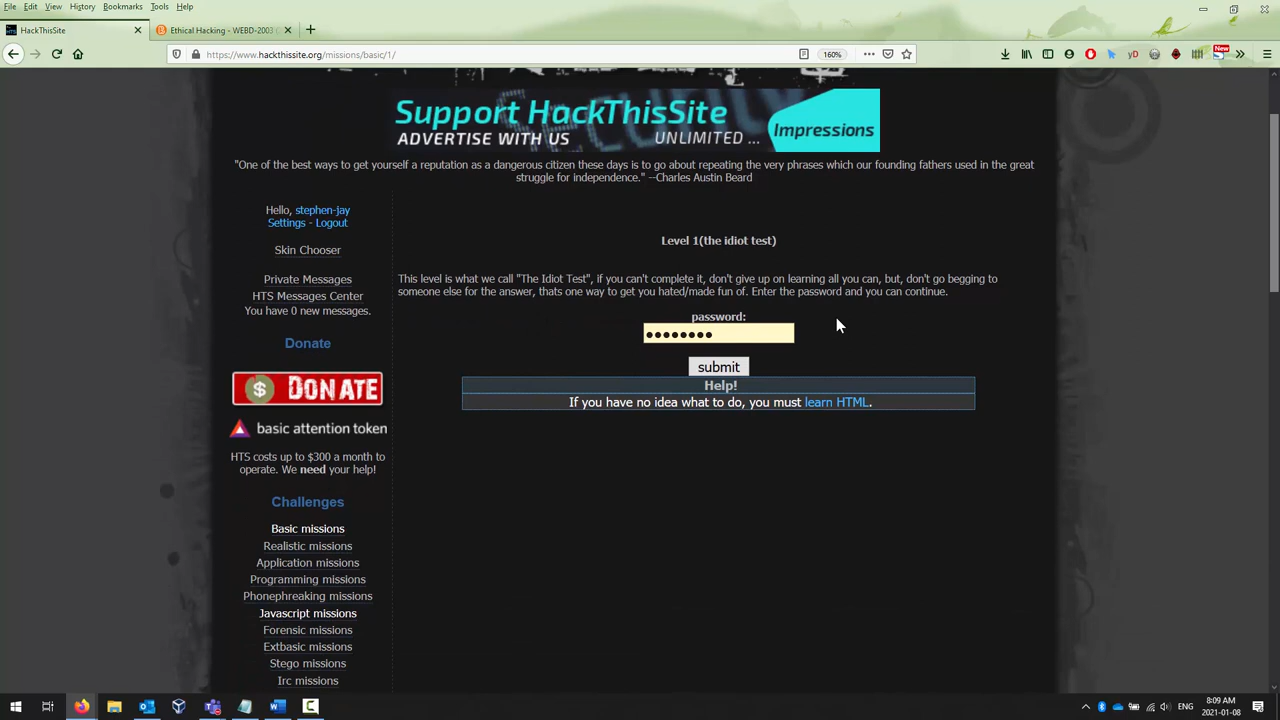 File Edit View History Bookmarks Tools Help
HackThisSite
Ethical Hacking - WEBD-2003
https://www.hackthissite.org/missions/basic/1/
160%
New
yD
Support HackThisSite
ADVERTISE WITH US UNLIMITED ... Impressions
"One of the best ways to get yourself a reputation as a dangerous citizen these days is to go about repeating the very phrases which our founding fathers used in the great
struggle for independence." --Charles Austin Beard
Hello, stephen-jay
Settings - Logout
Skin Chooser
Private Messages
HTS Messages Center
You have 0 new messages.
Donate
$ DONATE
basic attention token
HTS costs up to $300 a month to
operate. We need your help!
Challenges
Basic missions
Realistic missions
Application missions
Programming missions
Phonephreaking missions
Javascript missions
Forensic missions
Extbasic missions
Stego missions
Irc missions
Level 1(the idiot test)
This level is what we call "The Idiot Test", if you can't complete it, don't give up on learning all you can, but, don't go begging to
someone else for the answer, thats one way to get you hated/made fun of. Enter the password and you can continue.
password:
submit
Help!
If you have no idea what to do, you must learn HTML.
ENG
8:09 AM
2021-01-08